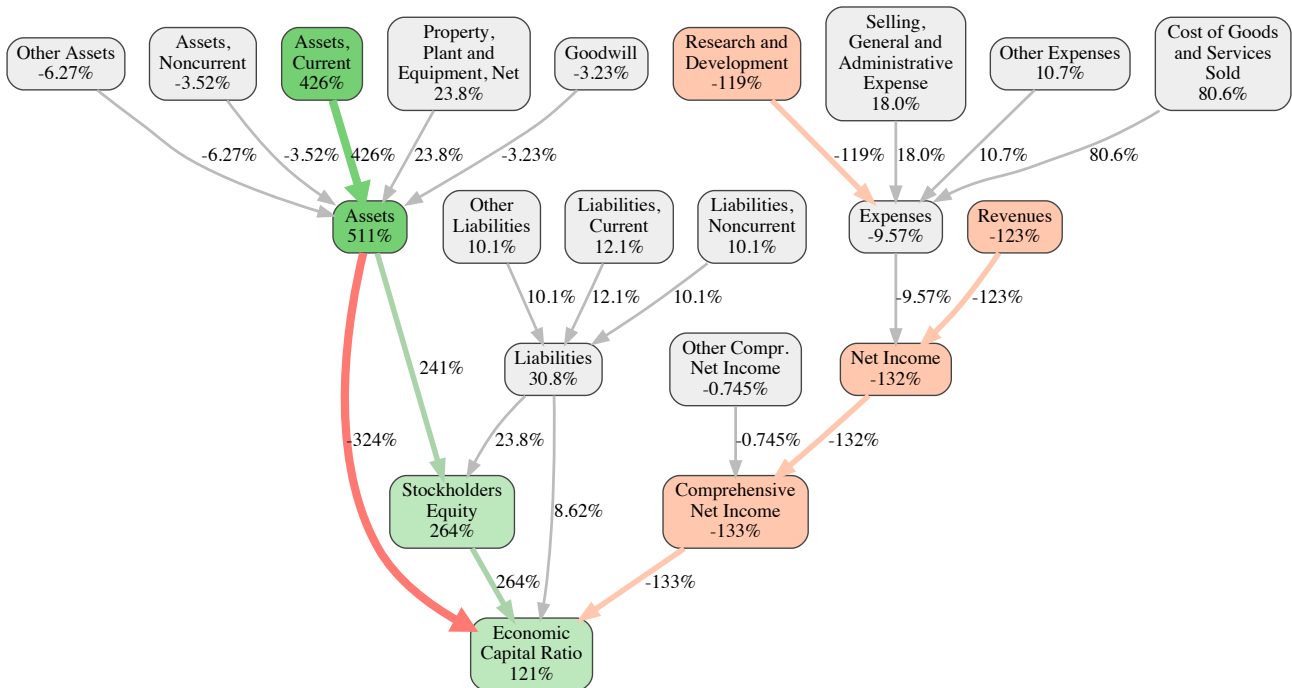 Other Assets
-6.27%
Assets,
Noncurrent
-3.52%
Assets,
Current
426%
Property,
Plant and
Equipment, Net
23.8%
Goodwill
-3.23%
Research and
Development
-119%
Selling,
General and
Administrative
Expense
18.0%
Other Expenses
10.7%
Cost of Goods
and Services
Sold
80.6%
-6.27%
-3.52%
426%
23.8%
-3.23%
-119%
18.0%
10.7%
80.6%
Assets
511%
Other
Liabilities
10.1%
Liabilities,
Current
12.1%
Liabilities,
Noncurrent
10.1%
Expenses
-9.57%
Revenues
-123%
10.1%
12.1%
10.1%
-9.57%
-123%
241%
Liabilities
30.8%
Other Compr.
Net Income
-0.745%
Net Income
-132%
-324%
23.8%
-0.745%
-132%
Stockholders
Equity
264%
8.62%
Comprehensive
Net Income
-133%
264%
-133%
Economic
Capital Ratio
121%